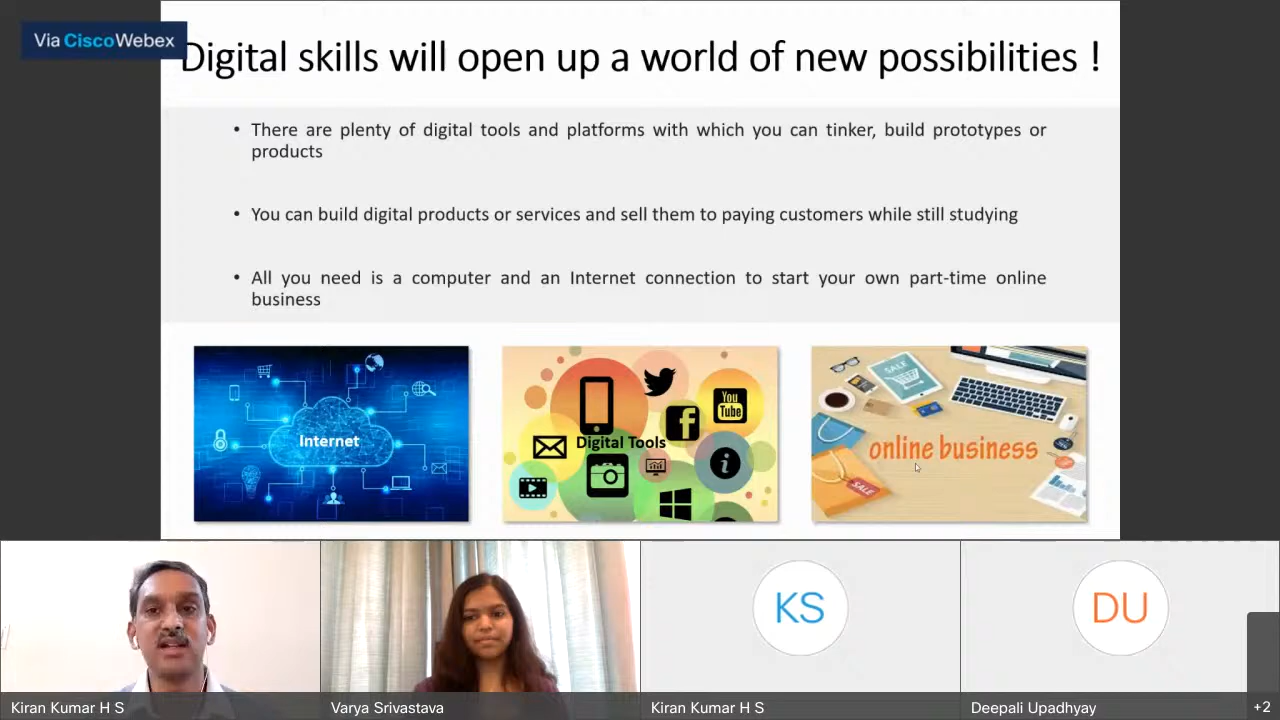 Via CiscoWebex
Digital skills will open up a world of new possibilities !
• There are plenty of digital tools and platforms with which you can tinker, build prototypes or
products
• You can build digital products or services and sell them to paying customers while still studying
• All you need is a computer and an Internet connection to start your own part-time online
business
Internet
You
Tube
f
Digital Tools
i
SALE
online business
SALE
KS
DU
Kiran Kumar H S
Varya Srivastava
Kiran Kumar H S
Deepali Upadhyay
+2